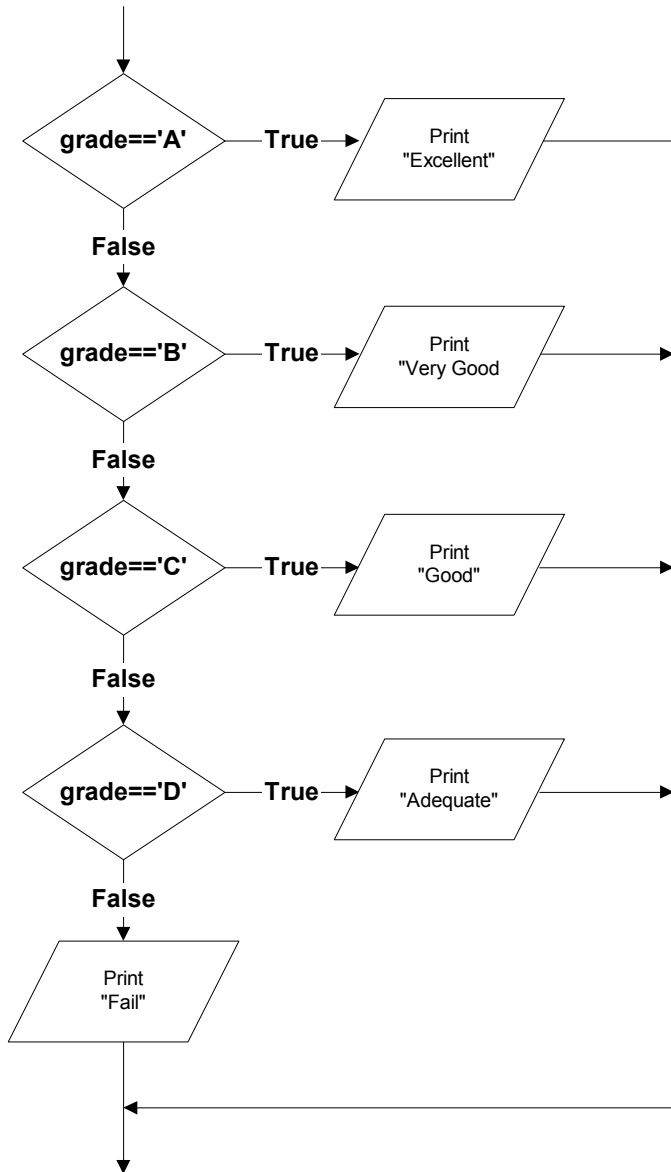 grade=='A'
True
Print
"Excellent"
False
grade=='B'
True
Print
"Very Good
False
grade=='C'
True
Print
"Good"
False
grade=='D'
True
Print
"Adequate"
False
Print
"Fail"